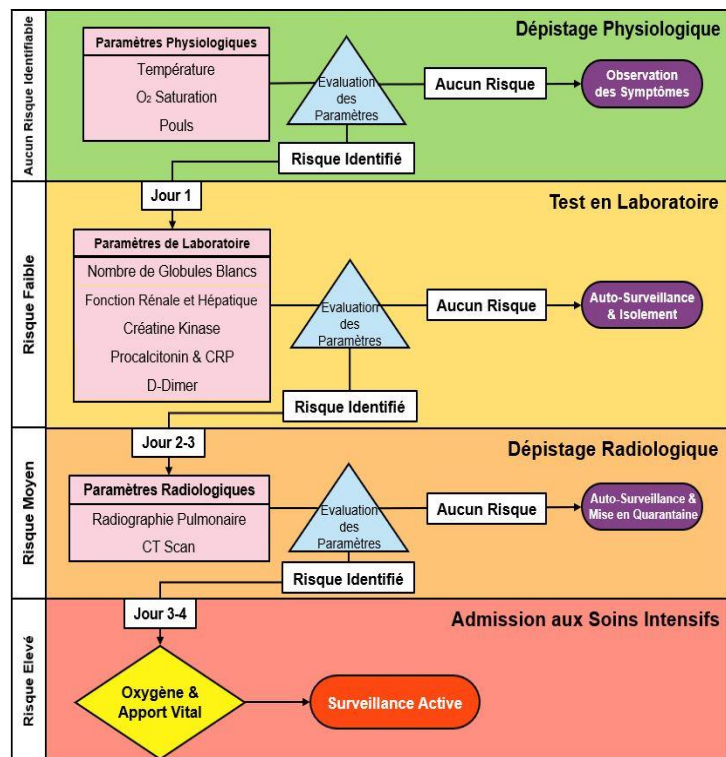 Aucun Risque Identifiable
Dépistage Physiologique
Paramètres Physiologiques
Température
O₂ Saturation
Pouls
Evaluation
des
Paramètres
Aucun Risque
Observation
des Symptômes
Risque Identifié
Risque Faible
Jour 1
Test en Laboratoire
Paramètres de Laboratoire
Nombre de Globules Blancs
Fonction Rénale et Hépatique
Créatine Kinase
Procalcitonin & CRP
D-Dimer
Evaluation
des
Paramètres
Aucun Risque
Auto-Surveillance
& Isolement
Risque Identifié
Risque Moyen
Jour 2-3
Dépistage Radiologique
Paramètres Radiologiques
Radiographie Pulmonaire
CT Scan
Evaluation
des
Paramètres
Aucun Risque
Auto-Surveillance &
Mise en Quarantaine
Risque Identifié
Risque Elevé
Jour 3-4
Admission aux Soins Intensifs
Oxygène &
Apport Vital
Surveillance Active